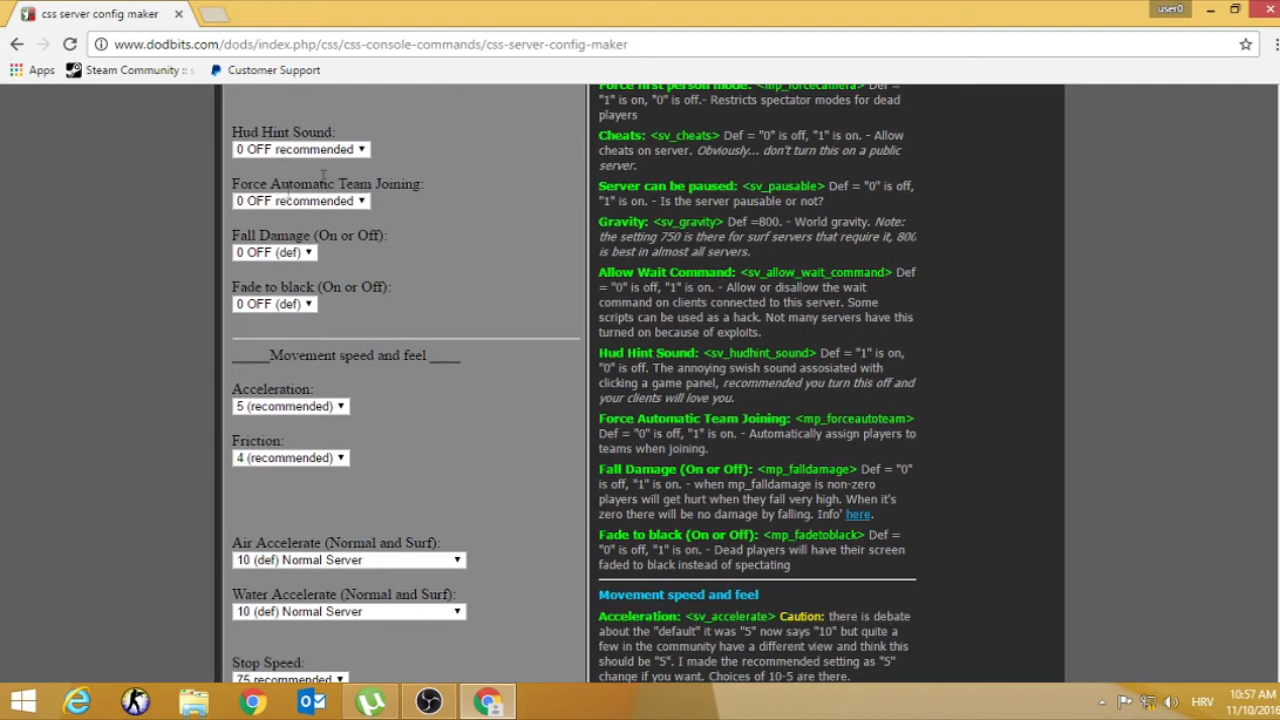 css server config maker
user0
www.dodbits.com/dods/index.php/css/css-console-commands/css-server-config-maker
Apps
Steam Community ::
Customer Support
Hud Hint Sound:
0 OFF recommended
Force Automatic Team Joining:
0 OFF recommended
Fall Damage (On or Off):
0 OFF (def)
Fade to black (On or Off):
0 OFF (def)
_____Movement speed and feel ____
Acceleration:
5 (recommended)
Friction:
4 (recommended)
Air Accelerate (Normal and Surf):
10 (def) Normal Server
Water Accelerate (Normal and Surf):
10 (def) Normal Server
Stop Speed:
75 recommended
Force first person mode: <mp_forcecamera> Def =
"1" is on, "0" is off.- Restricts spectator modes for dead
players
Cheats: <sv_cheats> Def = "0" is off, "1" is on. - Allow
cheats on server. Obviously... don't turn this on a public
server.
Server can be paused: <sv_pausable> Def = "0" is off,
"1" is on. - Is the server pausable or not?
Gravity: <sv_gravity> Def =800. - World gravity. Note:
the setting 750 is there for surf servers that require it, 800
is best in almost all servers.
Allow Wait Command: <sv_allow_wait_command> Def
= "0" is off, "1" is on. - Allow or disallow the wait
command on clients connected to this server. Some
scripts can be used as a hack. Not many servers have this
turned on because of exploits.
Hud Hint Sound: <sv_hudhint_sound> Def = "1" is on,
"0" is off. The annoying swish sound assosiated with
clicking a game panel, recommended you turn this off and
your clients will love you.
Force Automatic Team Joining: <mp_forceautoteam>
Def = "0" is off, "1" is on. - Automatically assign players to
teams when joining.
Fall Damage (On or Off): <mp_falldamage> Def = "0"
is off, "1" is on. - when mp_falldamage is non-zero
players will get hurt when they fall very high. When it's
zero there will be no damage by falling. Info' here.
Fade to black (On or Off): <mp_fadetoblack> Def =
"0" is off, "1" is on. - Dead players will have their screen
faded to black instead of spectating
Movement speed and feel
Acceleration: <sv_accelerate> Caution: there is debate
about the "default" it was "5" now says "10" but quite a
few in the community have a different view and think this
should be "5". I made the recommended setting as "5"
change if you want. Choices of 10-5 are there.
HRV
10:57 AM
11/10/2016